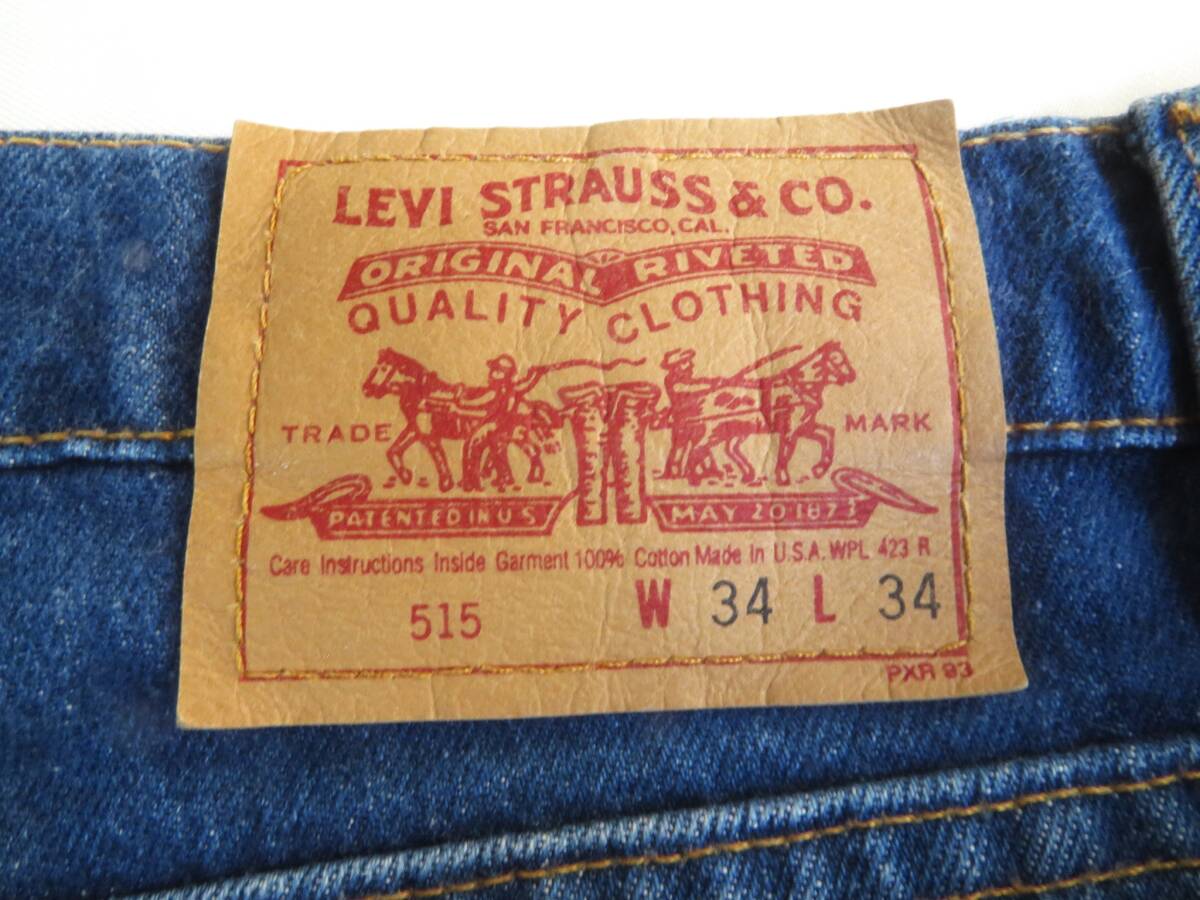 LEVI STRAUSS & CO.
SAN FRANCISCO, CAL.
ORIGINAL RIVETED
QUALITY CLOTHING
TRADE MARK
PATENTED IN U S MAY 20 1873
Care Instructions Inside Garment 100% Cotton Made in U.S.A. WPL 423 R
515 W 34 L 34
PXR 93